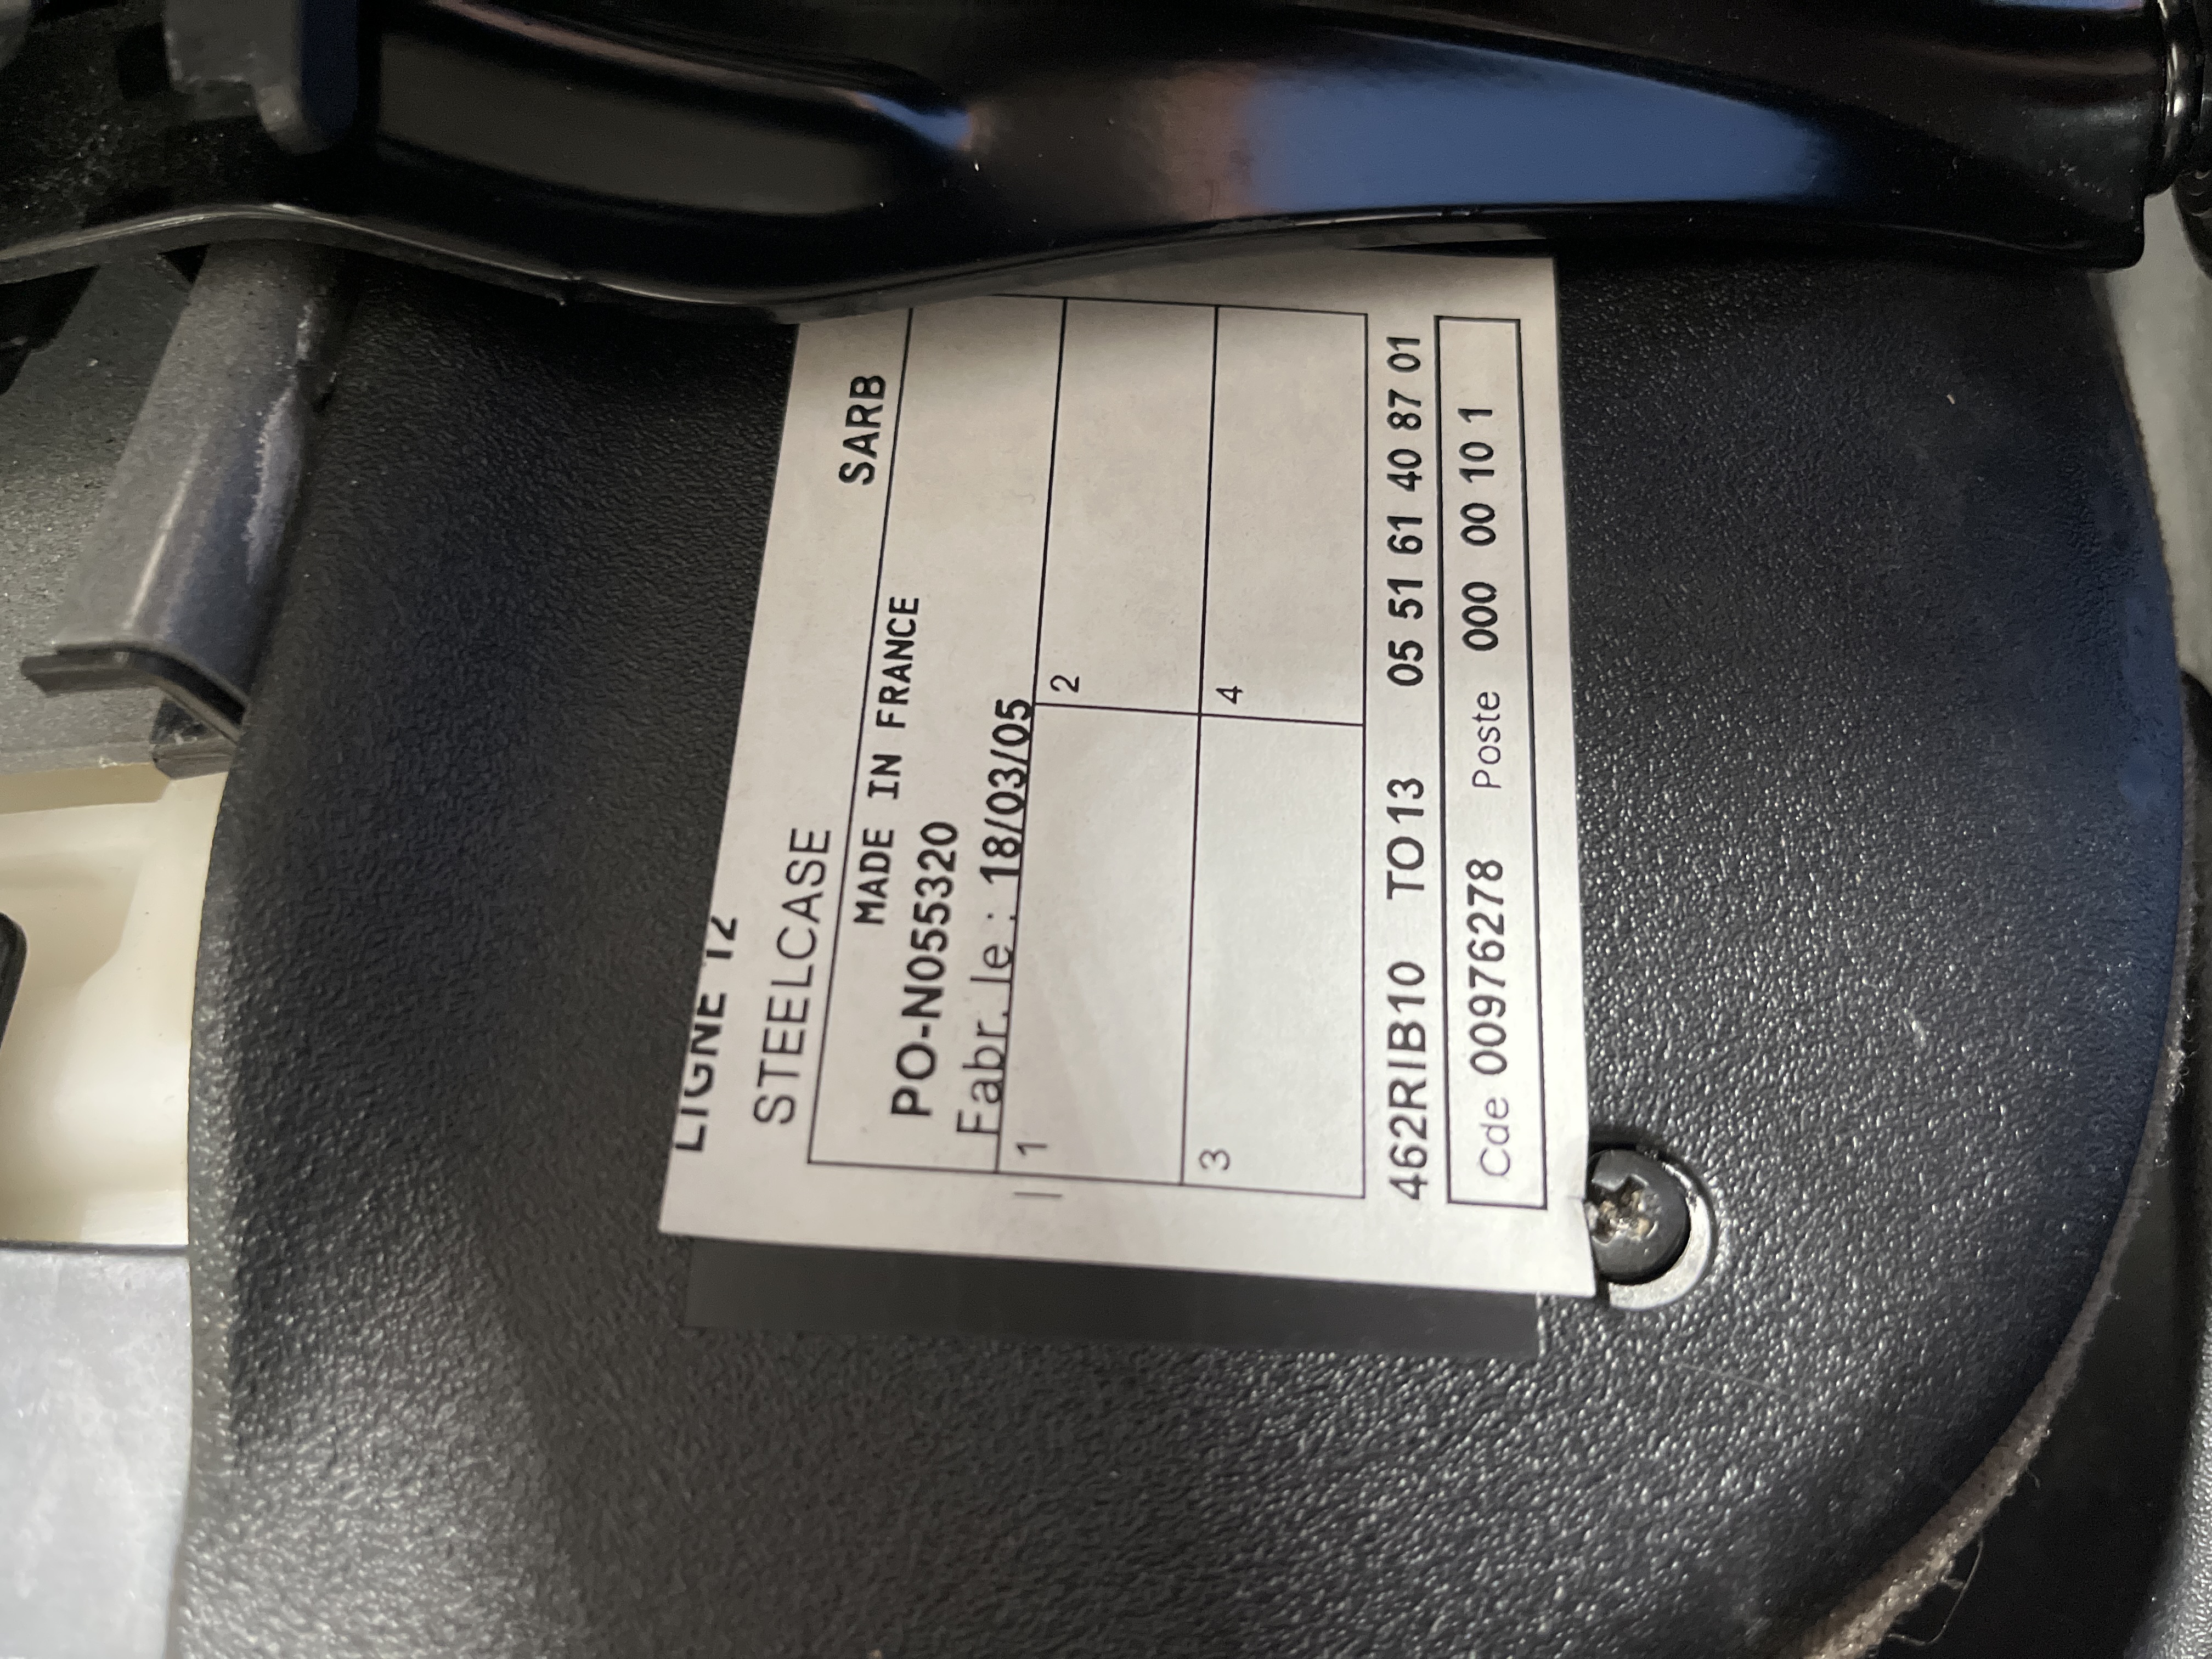 LIGNE 12
STEELCASE SARB
MADE IN FRANCE
PO-N055320
Fabr. le : 18/03/05
1 2
3 4
462RIB10 TO13 05 51 61 40 87 01
Cde 00976278 Poste 000 00 10 1